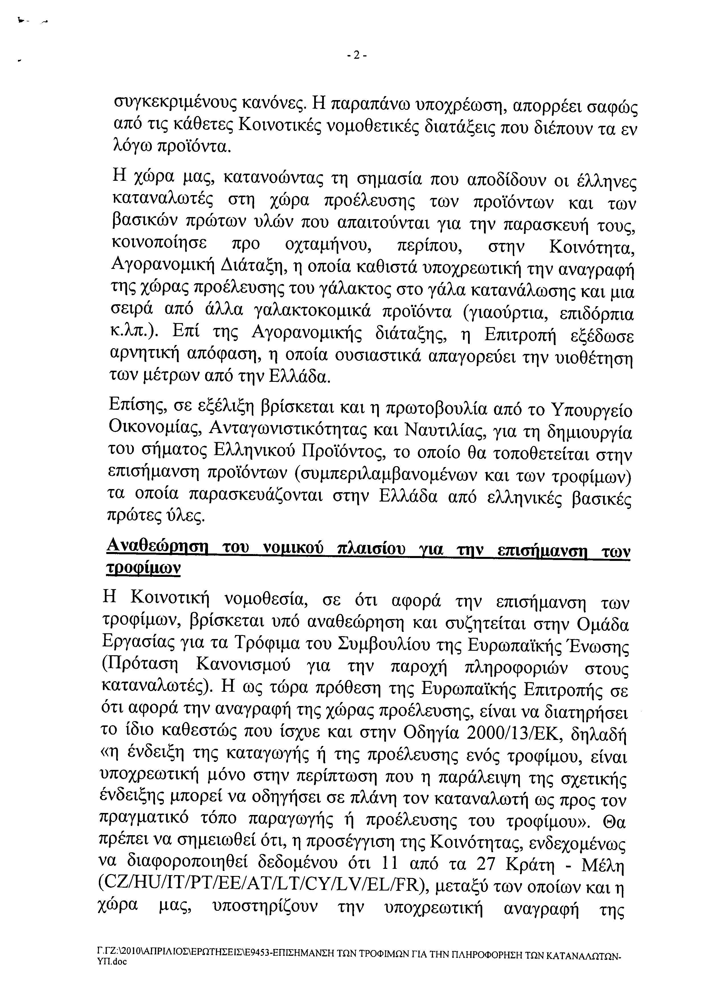 - 2 -
συγκεκριμένους κανόνες. Η παραπάνω υποχρέωση, απορρέει σαφώς
από τις κάθετες Κοινοτικές νομοθετικές διατάξεις που διέπουν τα εν
λόγω προϊόντα.
Η χώρα μας, κατανοώντας τη σημασία που αποδίδουν οι έλληνες
καταναλωτές στη χώρα προέλευσης των προϊόντων και των
βασικών πρώτων υλών που απαιτούνται για την παρασκευή τους,
κοινοποίησε προ οχταμήνου, περίπου, στην Κοινότητα,
Αγορανομική Διάταξη, η οποία καθιστά υποχρεωτική την αναγραφή
της χώρας προέλευσης του γάλακτος στο γάλα κατανάλωσης και μια
σειρά από άλλα γαλακτοκομικά προϊόντα (γιαούρτια, επιδόρπια
κ.λπ.). Επί της Αγορανομικής διάταξης, η Επιτροπή εξέδωσε
αρνητική απόφαση, η οποία ουσιαστικά απαγορεύει την υιοθέτηση
των μέτρων από την Ελλάδα.
Επίσης, σε εξέλιξη βρίσκεται και η πρωτοβουλία από το Υπουργείο
Οικονομίας, Ανταγωνιστικότητας και Ναυτιλίας, για τη δημιουργία
του σήματος Ελληνικού Προϊόντος, το οποίο θα τοποθετείται στην
επισήμανση προϊόντων (συμπεριλαμβανομένων και των τροφίμων)
τα οποία παρασκευάζονται στην Ελλάδα από ελληνικές βασικές
πρώτες ύλες.
Αναθεώρηση του νομικού πλαισίου για την επισήμανση των
τροφίμων
Η Κοινοτική νομοθεσία, σε ότι αφορά την επισήμανση των
τροφίμων, βρίσκεται υπό αναθεώρηση και συζητείται στην Ομάδα
Εργασίας για τα Τρόφιμα του Συμβουλίου της Ευρωπαϊκής Ένωσης
(Πρόταση Κανονισμού για την παροχή πληροφοριών στους
καταναλωτές). Η ως τώρα πρόθεση της Ευρωπαϊκής Επιτροπής σε
ότι αφορά την αναγραφή της χώρας προέλευσης, είναι να διατηρήσει
το ίδιο καθεστώς που ίσχυε και στην Οδηγία 2000/13/ΕΚ, δηλαδή
«η ένδειξη της καταγωγής ή της προέλευσης ενός τροφίμου, είναι
υποχρεωτική μόνο στην περίπτωση που η παράλειψη της σχετικής
ένδειξης μπορεί να οδηγήσει σε πλάνη τον καταναλωτή ως προς τον
πραγματικό τόπο παραγωγής ή προέλευσης του τροφίμου». Θα
πρέπει να σημειωθεί ότι, η προσέγγιση της Κοινότητας, ενδεχομένως
να διαφοροποιηθεί δεδομένου ότι 11 από τα 27 Κράτη - Μέλη
(CZ/HU/IT/PT/EE/AT/LT/CY/LV/EL/FR), μεταξύ των οποίων και η
χώρα μας, υποστηρίζουν την υποχρεωτική αναγραφή της
Γ.ΓΖ:\2010\ΑΠΡΙΛΙΟΣ\ΕΡΩΤΗΣΕΙΣ\Ε9453-ΕΠΙΣΗΜΑΝΣΗ ΤΩΝ ΤΡΟΦΙΜΩΝ ΓΙΑ ΤΗΝ ΠΛΗΡΟΦΟΡΗΣΗ ΤΩΝ ΚΑΤΑΝΑΛΩΤΩΝ-
ΥΠ.doc